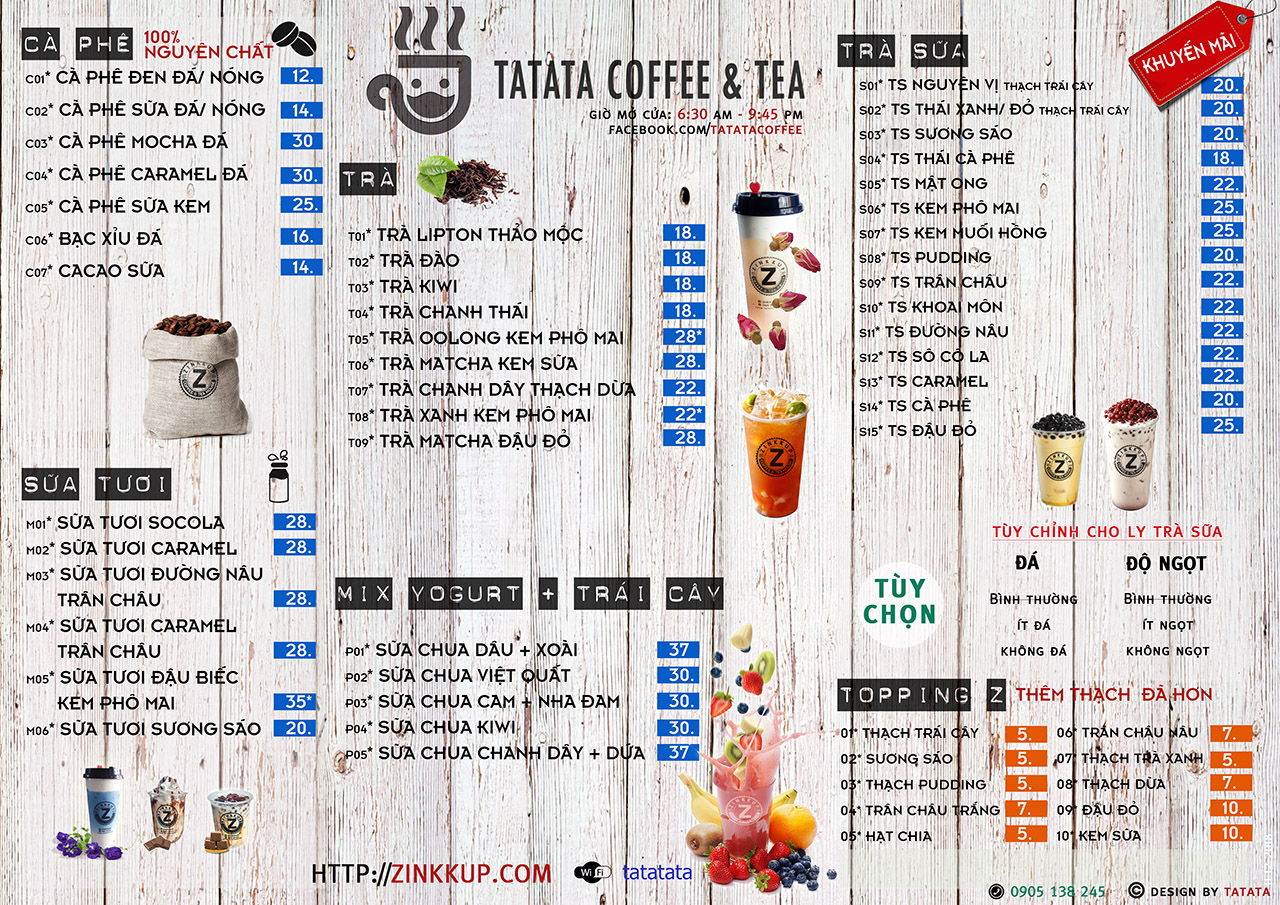 CÀ PHÊ 100% NGUYÊN CHẤT
C01* CÀ PHÊ ĐEN ĐÁ/ NÓNG 12.
C02* CÀ PHÊ SỮA ĐÁ/ NÓNG 14.
C03* CÀ PHÊ MOCHA ĐÁ 30
C04* CÀ PHÊ CARAMEL ĐÁ 30.
C05* CÀ PHÊ SỮA KEM 25.
C06* BẠC XỈU ĐÁ 16.
C07* CACAO SỮA 14.
Z
SỮA TƯƠI
M01* SỮA TƯƠI SOCOLA 28.
M02* SỮA TƯƠI CARAMEL 28.
M03* SỮA TƯƠI ĐƯỜNG NÂU
TRÂN CHÂU 28.
M04* SỮA TƯƠI CARAMEL
TRÂN CHÂU 28.
M05* SỮA TƯƠI ĐẬU BIẾC
KEM PHÔ MAI 35*
M06* SỮA TƯƠI SƯƠNG SÁO 20.
TATATA COFFEE & TEA
GIỜ MỞ CỬA: 6:30 AM - 9:45 PM
FACEBOOK.COM/TATATACOFFEE
TRÀ
T01* TRÀ LIPTON THẢO MỘC 18.
T02* TRÀ ĐÀO 18.
T03* TRÀ KIWI 18.
T04* TRÀ CHANH THÁI 18.
T05* TRÀ OOLONG KEM PHÔ MAI 28*
T06* TRÀ MATCHA KEM SỮA 28.
T07* TRÀ CHANH DÂY THẠCH DỪA 22.
T08* TRÀ XANH KEM PHÔ MAI 22*
T09* TRÀ MATCHA ĐẬU ĐỎ 28.
ZINKKUP
Z
ZINKKUP
Z
MIX YOGURT + TRÁI CÂY
P01* SỮA CHUA DÂU + XOÀI 37
P02* SỮA CHUA VIỆT QUẤT 30.
P03* SỮA CHUA CAM + NHA ĐAM 30.
P04* SỮA CHUA KIWI 30.
P05* SỮA CHUA CHANH DÂY + DỨA 37
HTTP://ZINKKUP.COM
WiFi tatatata
TRÀ SỮA
KHUYẾN MÃI
S01* TS NGUYÊN VỊ THẠCH TRÁI CÂY 20.
S02* TS THÁI XANH/ ĐỎ THẠCH TRÁI CÂY 20.
S03* TS SƯƠNG SÁO 20.
S04* TS THÁI CÀ PHÊ 18.
S05* TS MẬT ONG 22.
S06* TS KEM PHÔ MAI 25.
S07* TS KEM MUỐI HỒNG 25.
S08* TS PUDDING 20.
S09* TS TRÂN CHÂU 22.
S10* TS KHOAI MÔN 22.
S11* TS ĐƯỜNG NÂU 22.
S12* TS SÔ CÔ LA 22.
S13* TS CARAMEL 22.
S14* TS CÀ PHÊ 20.
S15* TS ĐẬU ĐỎ 25.
TÙY CHỈNH CHO LY TRÀ SỮA
TÙY CHỌN
ĐÁ ĐỘ NGỌT
BÌNH THƯỜNG BÌNH THƯỜNG
ÍT ĐÁ ÍT NGỌT
KHÔNG ĐÁ KHÔNG NGỌT
TOPPING Z THÊM THẠCH ĐÃ HƠN
01* THẠCH TRÁI CÂY 5. 06* TRÂN CHÂU NÂU 7.
02* SƯƠNG SÁO 5. 07* THẠCH TRÀ XANH 5.
03* THẠCH PUDDING 5. 08* THẠCH DỪA 7.
04* TRÂN CHÂU TRẮNG 7. 09* ĐẬU ĐỎ 10.
05* HẠT CHIA 5. 10* KEM SỮA 10.
0905 138 245 © DESIGN BY TATATA